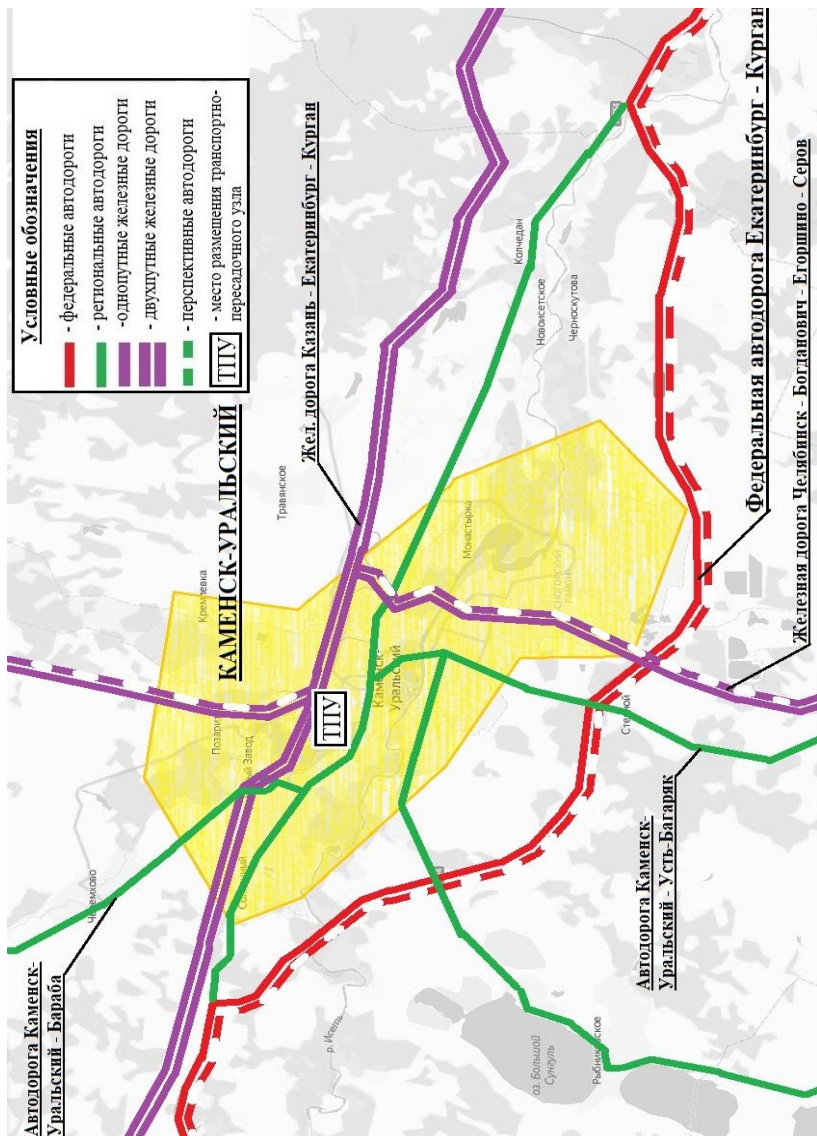 Условные обозначения
- федеральные автодороги
- региональные автодороги
-однопутные железные дороги
- двухпутные железные дороги
- перспективные автодороги
ТПУ
- место размещения транспортно-
пересадочного узла
КАМЕНСК-УРАЛЬСКИЙ
Жел. дорога Казань - Екатеринбург - Курган
Федеральная автодорога Екатеринбург - Курган
Железная дорога Челябинск - Богданович - Егоршино - Серов
Автодорога Каменск-
Уральский - Бараба
Автодорога Каменск-
Уральский - Усть-Багаряк
ТПУ
Травянское
Кремлевка
Колчедан
Новоисетское
Черноскутова
Монастырка
Каменск-
Уральский
Степной
р. Исеть
оз. Большой
Сунгуль